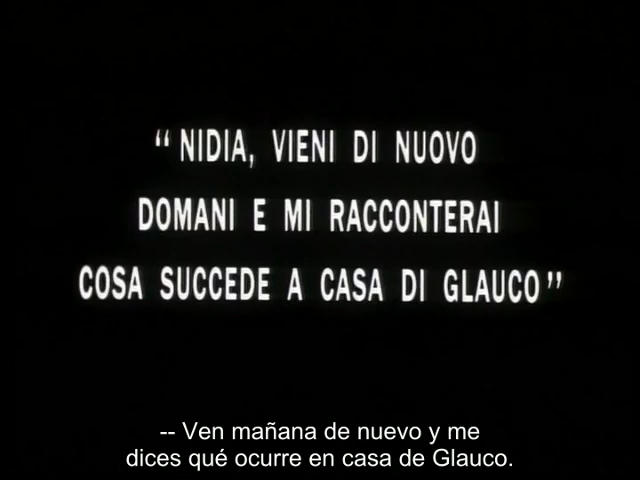 “ NIDIA, VIENI DI NUOVO
DOMANI E MI RACCONTERAI
COSA SUCCEDE A CASA DI GLAUCO ”
-- Ven mañana de nuevo y me
dices qué ocurre en casa de Glauco.